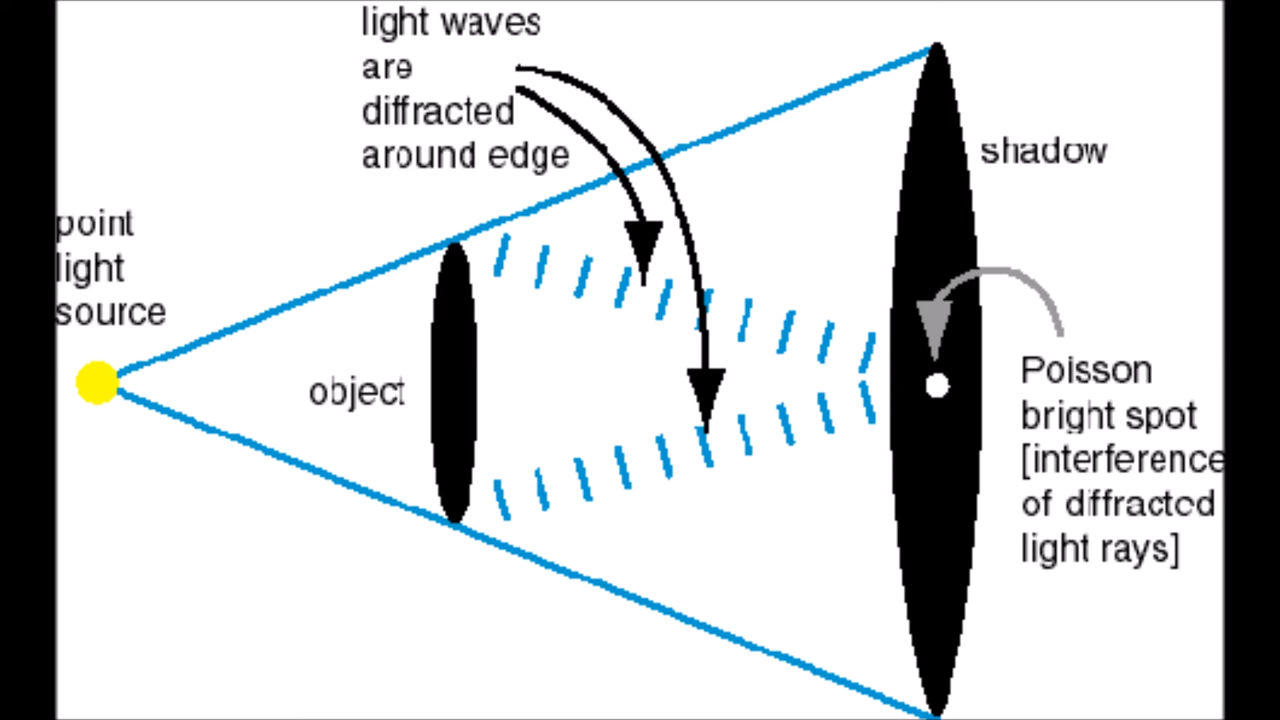 light waves
are
diffracted
around edge
shadow
point
light
source
object
Poisson
bright spot
[interference
of diffracted
light rays]